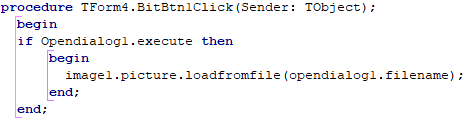 procedure TForm4.BitBtn1Click(Sender: TObject);
begin
if Opendialog1.execute then
begin
image1.picture.loadfromfile(opendialog1.filename);
end;
end;